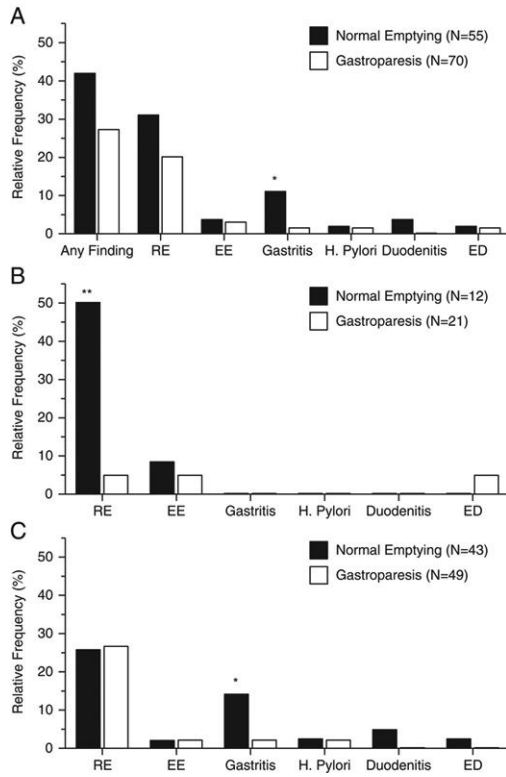 A
Relative Frequency (%)
50
40
30
20
10
0
Normal Emptying (N=55)
Gastroparesis (N=70)
*
Any Finding RE EE Gastritis H. Pylori Duodenitis ED
B
Relative Frequency (%)
50
40
30
20
10
0
**
Normal Emptying (N=12)
Gastroparesis (N=21)
RE EE Gastritis H. Pylori Duodenitis ED
C
Relative Frequency (%)
50
40
30
20
10
0
Normal Emptying (N=43)
Gastroparesis (N=49)
*
RE EE Gastritis H. Pylori Duodenitis ED